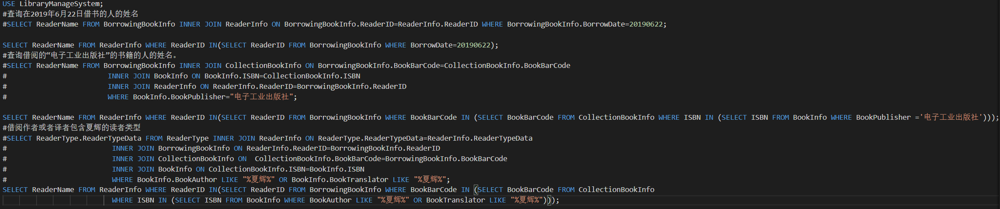 USE LibraryManageSystem;
#查询在2019年6月22日借书的人的姓名
#SELECT ReaderName FROM BorrowingBookInfo INNER JOIN ReaderInfo ON BorrowingBookInfo.ReaderID=ReaderInfo.ReaderID WHERE BorrowingBookInfo.BorrowDate=20190622;
SELECT ReaderName FROM ReaderInfo WHERE ReaderID IN(SELECT ReaderID FROM BorrowingBookInfo WHERE BorrowDate=20190622);
#查询借阅的“电子工业出版社”的书籍的人的姓名。
#SELECT ReaderName FROM BorrowingBookInfo INNER JOIN CollectionBookInfo ON BorrowingBookInfo.BookBarCode=CollectionBookInfo.BookBarCode
# INNER JOIN BookInfo ON BookInfo.ISBN=CollectionBookInfo.ISBN
# INNER JOIN ReaderInfo ON ReaderInfo.ReaderID=BorrowingBookInfo.ReaderID
# WHERE BookInfo.BookPublisher="电子工业出版社";
SELECT ReaderName FROM ReaderInfo WHERE ReaderID IN(SELECT ReaderID FROM BorrowingBookInfo WHERE BookBarCode IN (SELECT BookBarCode FROM CollectionBookInfo WHERE ISBN IN (SELECT ISBN FROM BookInfo WHERE BookPublisher ='电子工业出版社')));
#借阅作者或者译者包含夏辉的读者类型
#SELECT ReaderType.ReaderTypeData FROM ReaderType INNER JOIN ReaderInfo ON ReaderType.ReaderTypeData=ReaderInfo.ReaderTypeData
# INNER JOIN BorrowingBookInfo ON ReaderInfo.ReaderID=BorrowingBookInfo.ReaderID
# INNER JOIN CollectionBookInfo ON  CollectionBookInfo.BookBarCode=BorrowingBookInfo.BookBarCode
# INNER JOIN BookInfo ON CollectionBookInfo.ISBN=BookInfo.ISBN
# WHERE BookInfo.BookAuthor LIKE "%夏辉%" OR BookInfo.BookTranslator LIKE "%夏辉%";
SELECT ReaderName FROM ReaderInfo WHERE ReaderID IN(SELECT ReaderID FROM BorrowingBookInfo WHERE BookBarCode IN (SELECT BookBarCode FROM CollectionBookInfo
WHERE ISBN IN (SELECT ISBN FROM BookInfo WHERE BookAuthor LIKE "%夏辉%" OR BookTranslator LIKE "%夏辉%")));